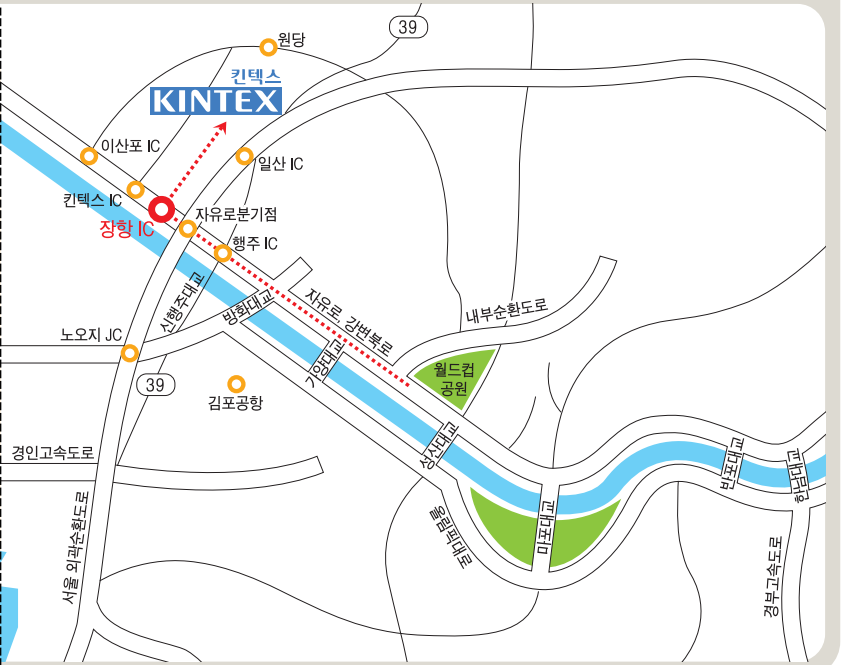 39
원당
킨텍스
KINTEX
이산포 IC
일산 IC
킨텍스 IC
장항 IC
자유로분기점
행주 IC
신행주대교
방화대교
자유로, 강변북로
내부순환도로
노오지 JC
가양대교
월드컵
공원
39
김포공항
성산대교
경인고속도로
반포대교
한남대교
서울 외곽순환도로
올림픽대로
마포대교
경부고속도로